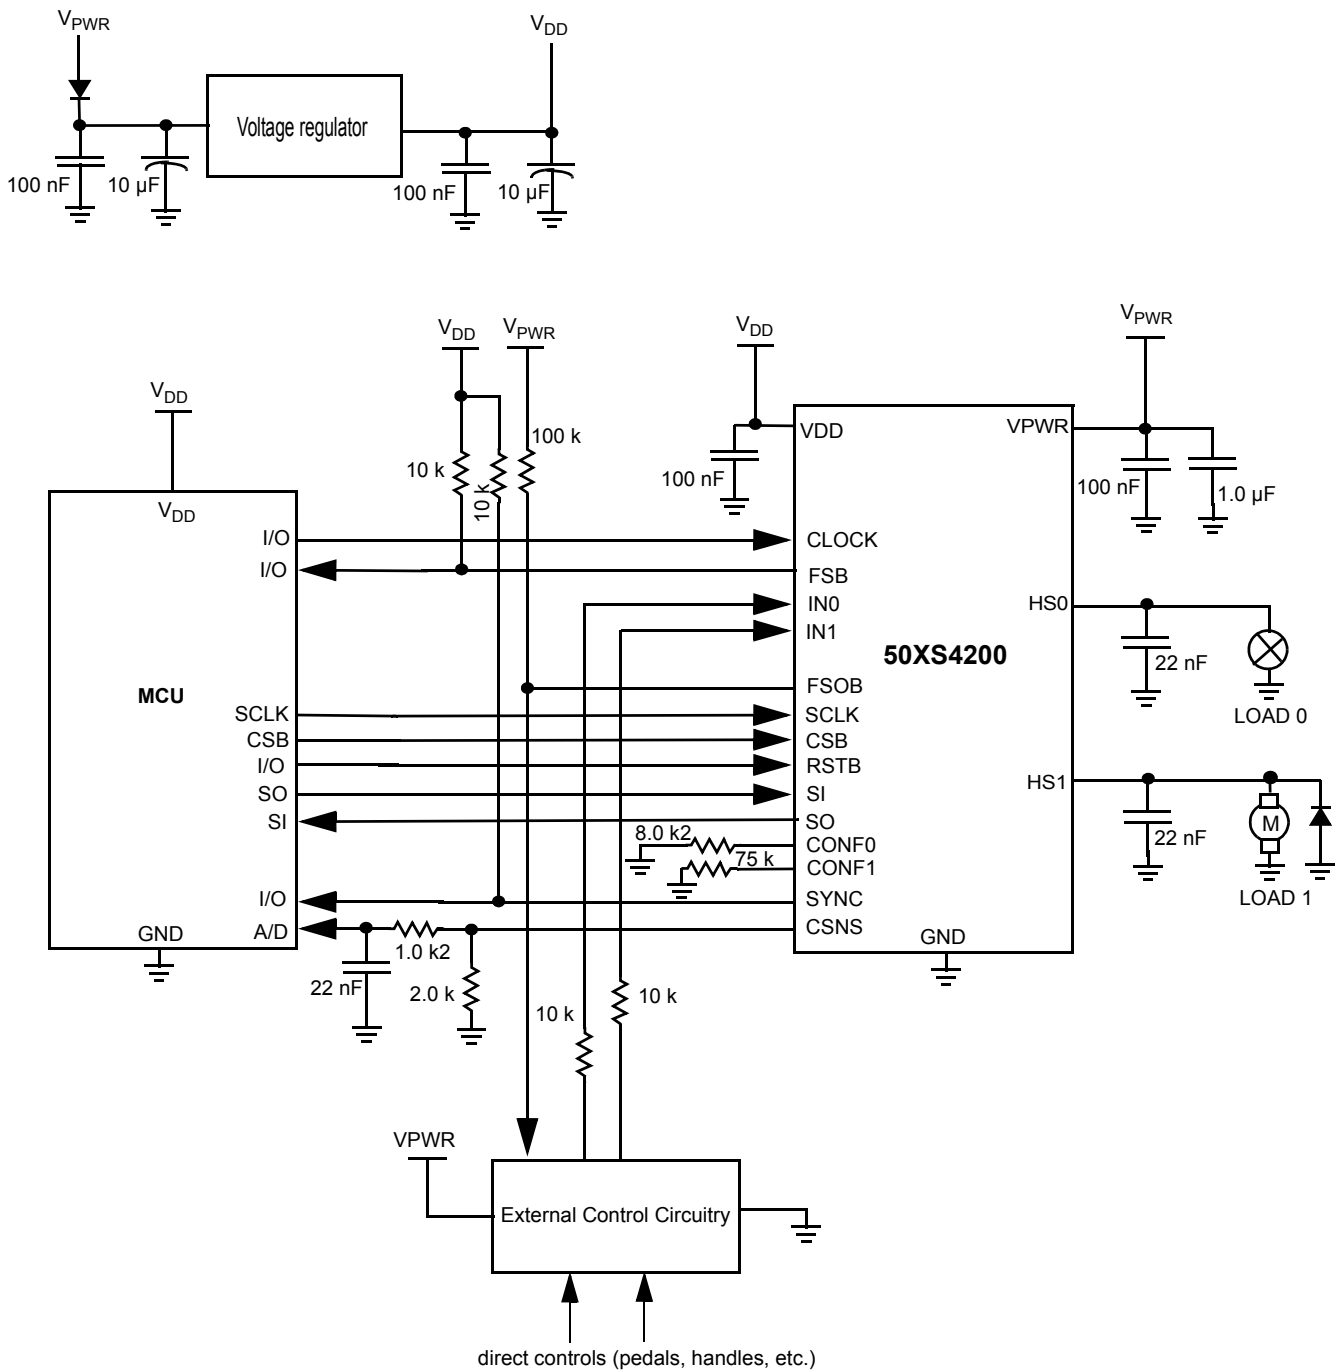 VPWR
VDD
Voltage regulator
100 nF
10 µF
100 nF
10 µF
VDD
VPWR
VDD
VPWR
VDD
100 k
10 k
10 k
VDD
VPWR
100 nF
100 nF
1.0 µF
VDD
I/O
CLOCK
I/O
FSB
IN0
HS0
IN1
50XS4200
22 nF
MCU
FSOB
LOAD 0
SCLK
SCLK
CSB
CSB
I/O
RSTB
HS1
SO
SI
SI
SO
8.0 k2
CONF0
22 nF
M
75 k
CONF1
LOAD 1
I/O
SYNC
A/D
CSNS
GND
GND
1.0 k2
22 nF
2.0 k
10 k
10 k
VPWR
External Control Circuitry
direct controls (pedals, handles, etc.)